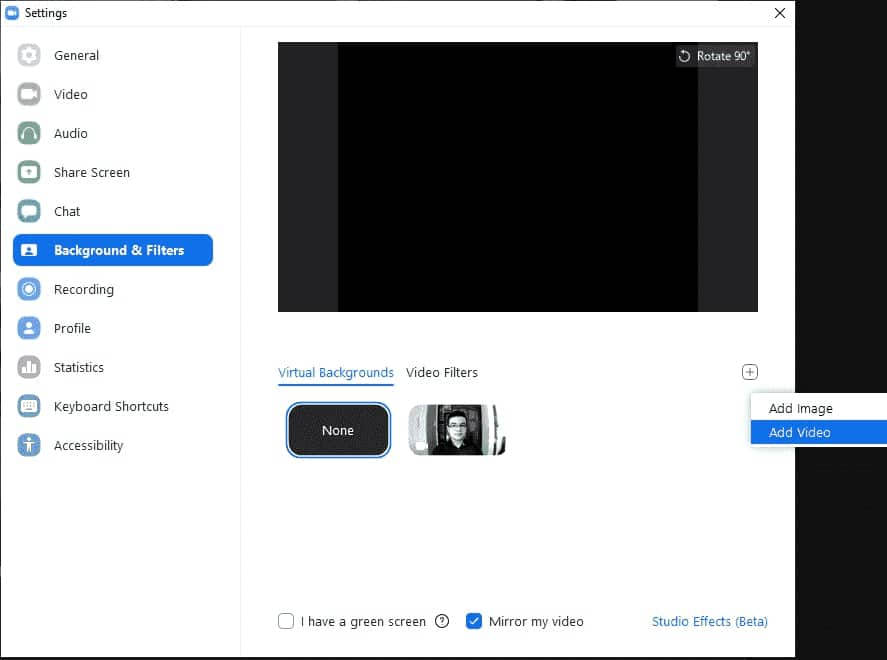 Settings
General
Video
Audio
Share Screen
Chat
Background & Filters
Recording
Profile
Statistics
Keyboard Shortcuts
Accessibility
Rotate 90°
Virtual Backgrounds Video Filters
None
Add Image
Add Video
I have a green screen ? Mirror my video Studio Effects (Beta)